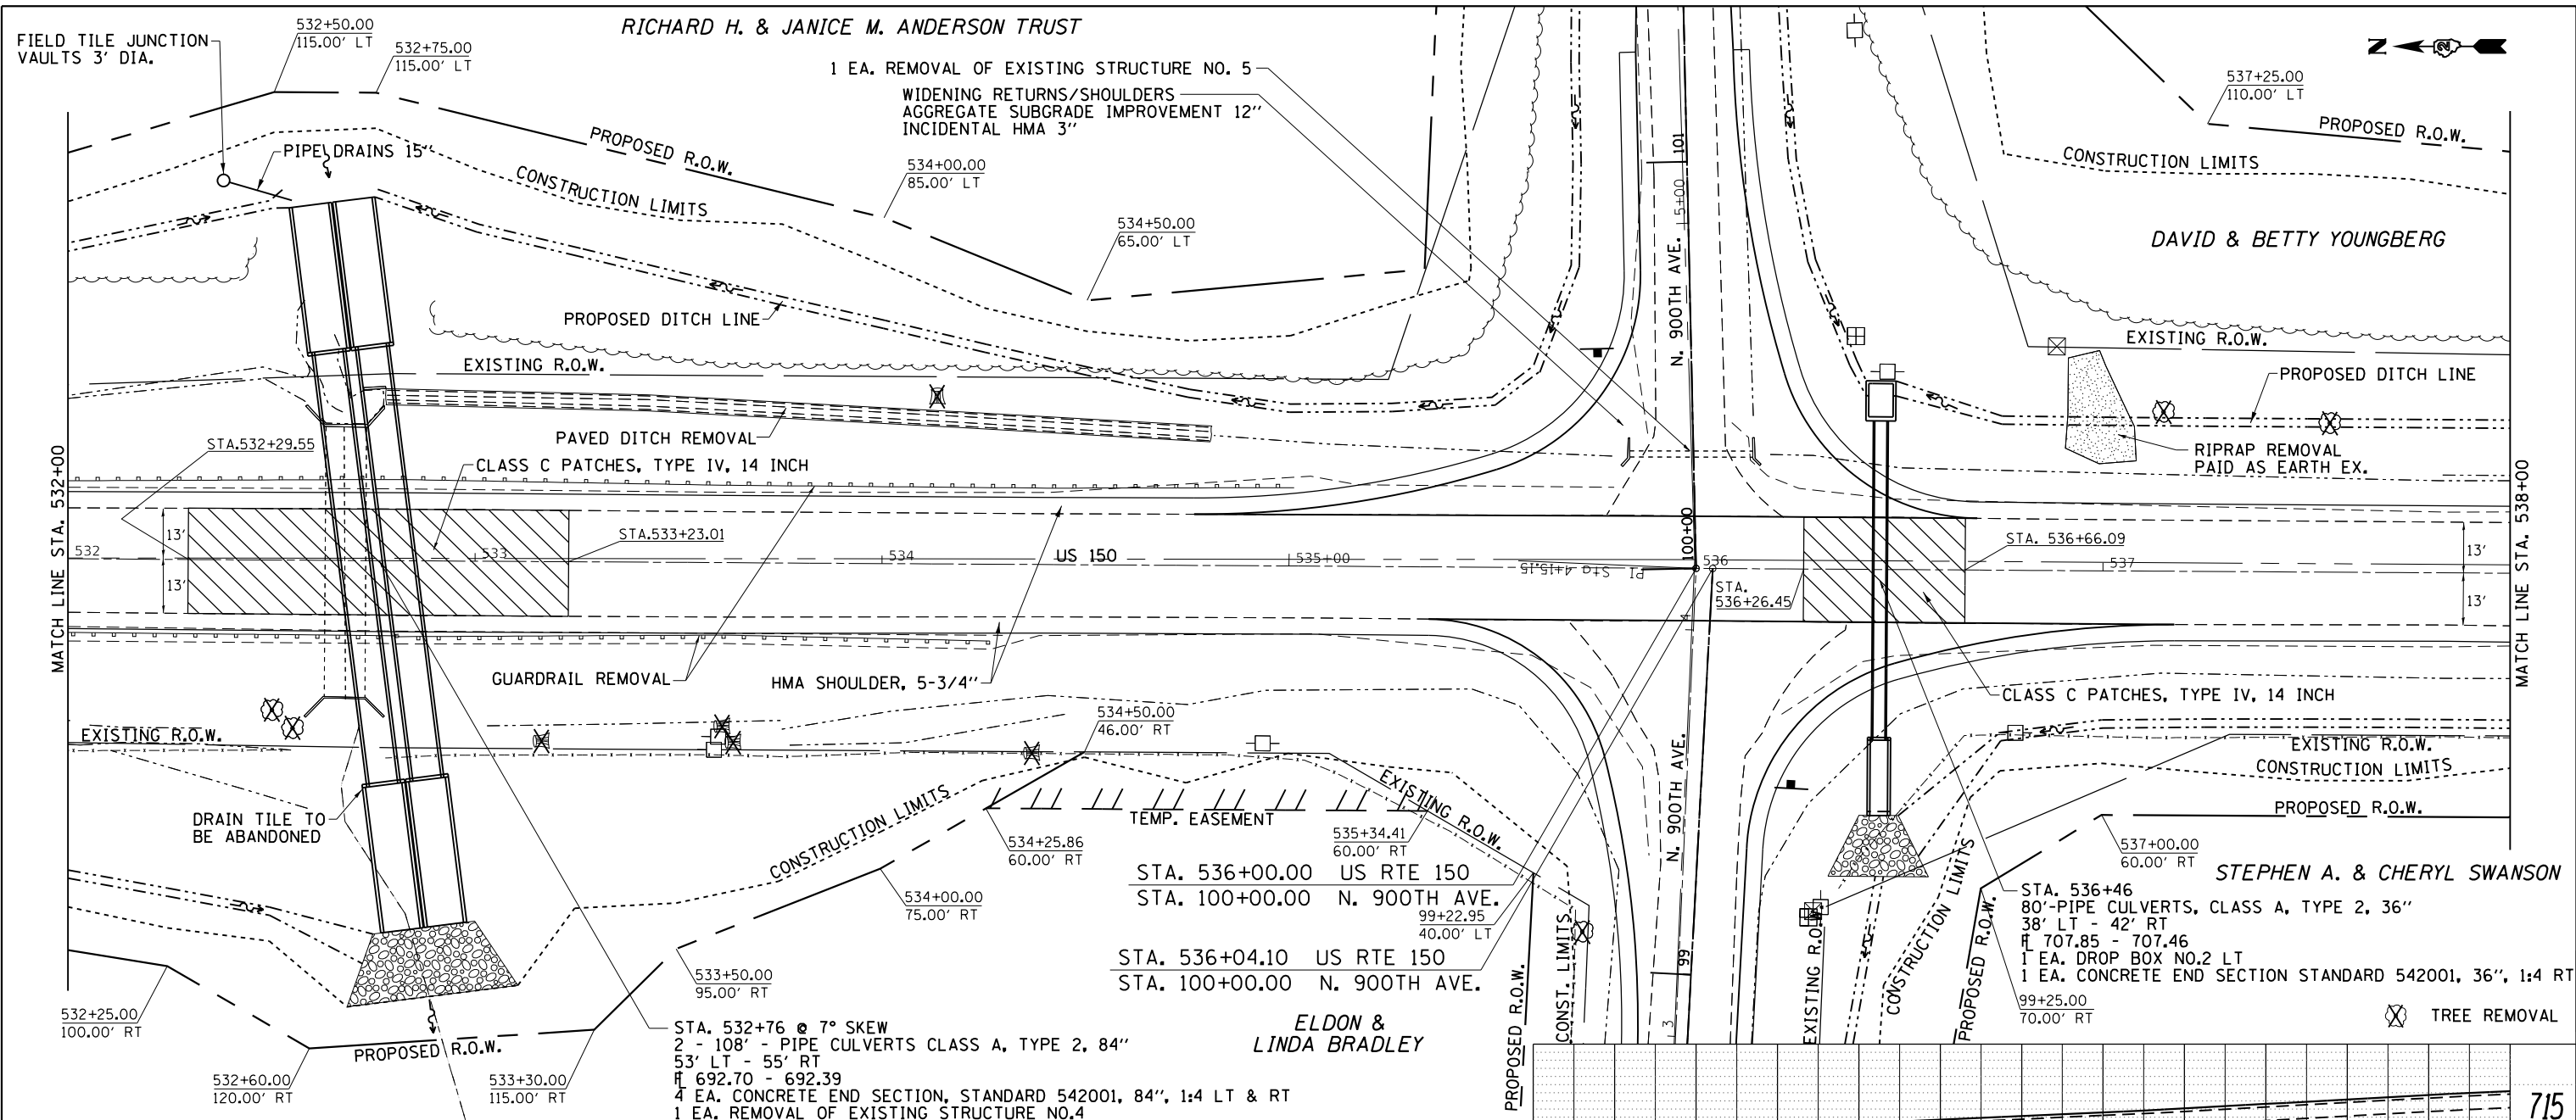 FIELD TILE JUNCTION
VAULTS 3' DIA.
532+50.00
115.00' LT
532+75.00
115.00' LT
RICHARD H. & JANICE M. ANDERSON TRUST
1 EA. REMOVAL OF EXISTING STRUCTURE NO. 5
WIDENING RETURNS/SHOULDERS
AGGREGATE SUBGRADE IMPROVEMENT 12"
INCIDENTAL HMA 3"
N
2
537+25.00
110.00' LT
PROPOSED R.O.W.
CONSTRUCTION LIMITS
PIPE DRAINS 15"
PROPOSED R.O.W.
CONSTRUCTION LIMITS
534+00.00
85.00' LT
534+50.00
65.00' LT
101
5+00
N. 900TH AVE.
DAVID & BETTY YOUNGBERG
PROPOSED DITCH LINE
EXISTING R.O.W.
EXISTING R.O.W.
PROPOSED DITCH LINE
PAVED DITCH REMOVAL
STA.532+29.55
CLASS C PATCHES, TYPE IV, 14 INCH
RIPRAP REMOVAL
PAID AS EARTH EX.
MATCH LINE STA. 532+00
MATCH LINE STA. 538+00
13'
13'
532
533
STA.533+23.01
534
US 150
535+00
PI Sta 4+15.15
100+00
536
STA.
536+26.45
STA. 536+66.09
537
13'
13'
4
GUARDRAIL REMOVAL
HMA SHOULDER, 5-3/4"
CLASS C PATCHES, TYPE IV, 14 INCH
EXISTING R.O.W.
534+50.00
46.00' RT
EXISTING R.O.W.
N. 900TH AVE.
EXISTING R.O.W.
CONSTRUCTION LIMITS
PROPOSED R.O.W.
DRAIN TILE TO
BE ABANDONED
CONSTRUCTION LIMITS
TEMP. EASEMENT
534+25.86
60.00' RT
535+34.41
60.00' RT
537+00.00
60.00' RT
STEPHEN A. & CHERYL SWANSON
STA. 536+00.00 US RTE 150
STA. 100+00.00 N. 900TH AVE.
534+00.00
75.00' RT
99+22.95
40.00' LT
STA. 536+46
80'-PIPE CULVERTS, CLASS A, TYPE 2, 36"
38' LT - 42' RT
FL 707.85 - 707.46
1 EA. DROP BOX NO.2 LT
1 EA. CONCRETE END SECTION STANDARD 542001, 36", 1:4 RT
STA. 536+04.10 US RTE 150
STA. 100+00.00 N. 900TH AVE.
99
3
533+50.00
95.00' RT
532+25.00
100.00' RT
PROPOSED R.O.W.
CONST. LIMITS
EXISTING R.O.W.
CONSTRUCTION LIMITS
PROPOSED R.O.W.
99+25.00
70.00' RT
TREE REMOVAL
ELDON &
LINDA BRADLEY
PROPOSED R.O.W.
532+60.00
120.00' RT
533+30.00
115.00' RT
STA. 532+76 @ 7° SKEW
2 - 108' - PIPE CULVERTS CLASS A, TYPE 2, 84"
53' LT - 55' RT
FL 692.70 - 692.39
4 EA. CONCRETE END SECTION, STANDARD 542001, 84", 1:4 LT & RT
1 EA. REMOVAL OF EXISTING STRUCTURE NO.4
715